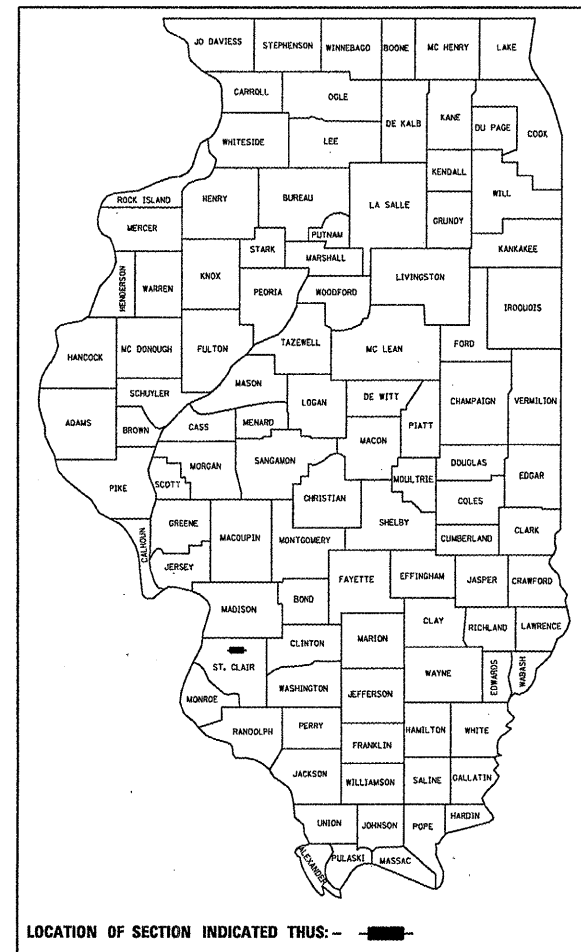 JO DAVIESS STEPHENSON WINNEBAGO BOONE MC HENRY LAKE
CARROLL OGLE DE KALB KANE DU PAGE COOK
WHITESIDE LEE
KENDALL WILL
ROCK ISLAND HENRY BUREAU LA SALLE GRUNDY
MERCER PUTNAM
STARK MARSHALL KANKAKEE
HENDERSON WARREN KNOX PEORIA WOODFORD LIVINGSTON
IROQUOIS
TAZEWELL MC LEAN FORD
HANCOCK MC DONOUGH FULTON
MASON
SCHUYLER LOGAN DE WITT CHAMPAIGN VERMILION
ADAMS BROWN CASS MENARD PIATT
MACON
MORGAN SANGAMON DOUGLAS
PIKE SCOTT CHRISTIAN MOULTRIE EDGAR
COLES
GREENE SHELBY
CALHOUN MACOUPIN MONTGOMERY CUMBERLAND CLARK
JERSEY FAYETTE EFFINGHAM JASPER CRAWFORD
MADISON BOND
CLAY RICHLAND LAWRENCE
CLINTON MARION
ST. CLAIR WAYNE EDWARDS WABASH
MONROE WASHINGTON JEFFERSON
RANDOLPH PERRY HAMILTON WHITE
FRANKLIN
JACKSON WILLIAMSON SALINE GALLATIN
UNION JOHNSON POPE HARDIN
ALEXANDER PULASKI MASSAC
LOCATION OF SECTION INDICATED THUS: -